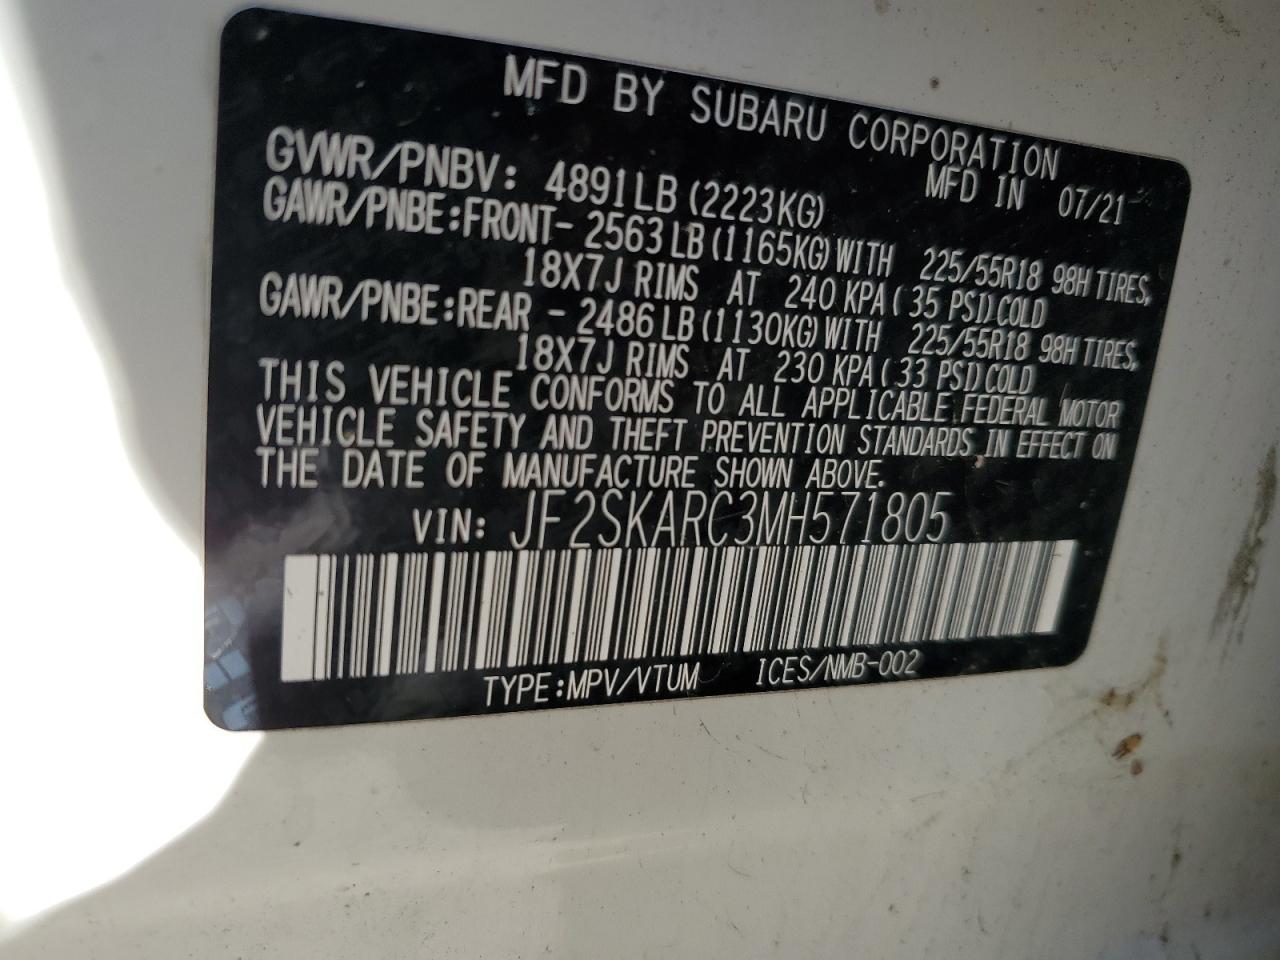 MFD BY SUBARU CORPORATION
MFD IN 07/21
GVWR/PNBV: 4891LB (2223KG)
GAWR/PNBE:FRONT- 2563 LB (1165KG) WITH 225/55R18 98H TIRES,
18X7J RIMS AT 240 KPA( 35 PSI) COLD
GAWR/PNBE:REAR - 2486 LB (1130KG) WITH 225/55R18 98H TIRES,
18X7J RIMS AT 230 KPA( 33 PSI) COLD
THIS VEHICLE CONFORMS TO ALL APPLICABLE FEDERAL MOTOR
VEHICLE SAFETY AND THEFT PREVENTION STANDARDS IN EFFECT ON
THE DATE OF MANUFACTURE SHOWN ABOVE.
VIN: JF2SKARC3MH571805
TYPE:MPV/VTUM ICES/NMB-002